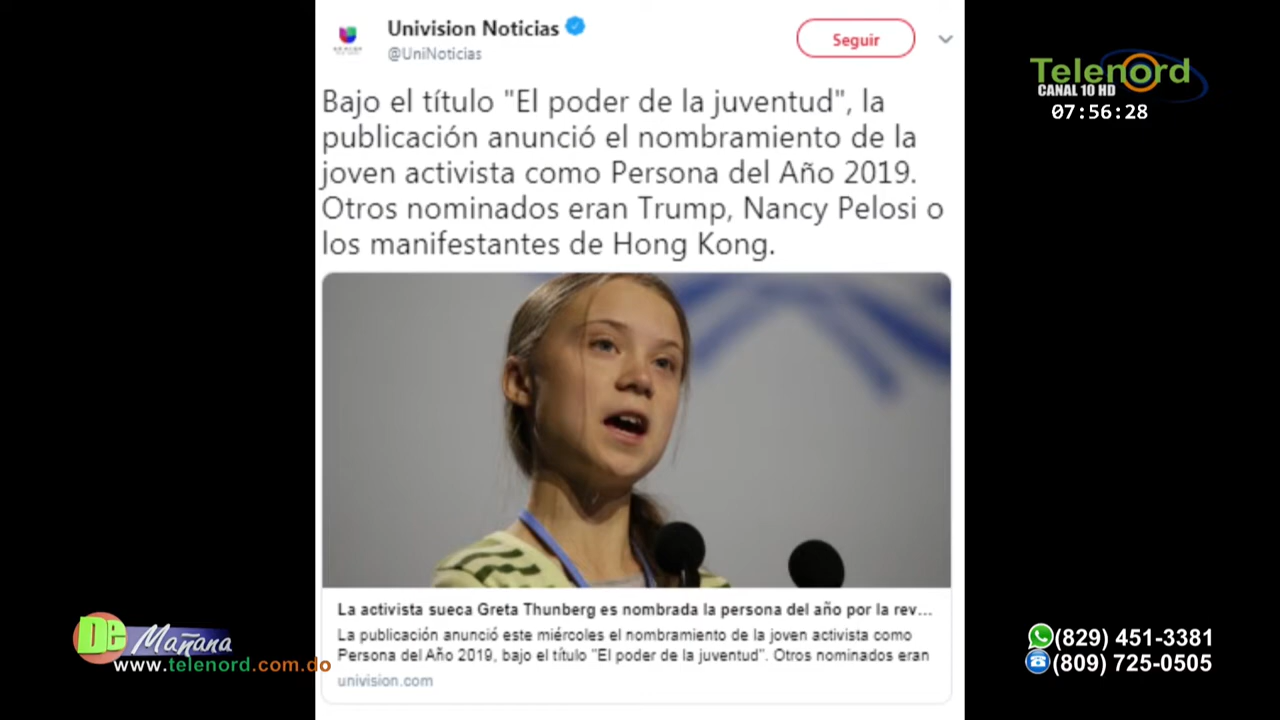 Univision Noticias
@UniNoticias
Seguir
Bajo el título "El poder de la juventud", la
publicación anunció el nombramiento de la
joven activista como Persona del Año 2019.
Otros nominados eran Trump, Nancy Pelosi o
los manifestantes de Hong Kong.
La activista sueca Greta Thunberg es nombrada la persona del año por la rev...
La publicación anunció este miércoles el nombramiento de la joven activista como
Persona del Año 2019, bajo el título "El poder de la juventud". Otros nominados eran
univision.com
Telenord
CANAL 10 HD
07:56:28
De Mañana
www.telenord.com.do
(829) 451-3381
(809) 725-0505